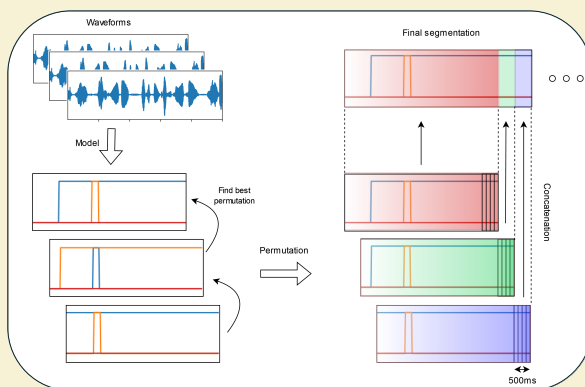 Waveforms
Final segmentation
Model
Find best
permutation
Permutation
Concatenation
500ms